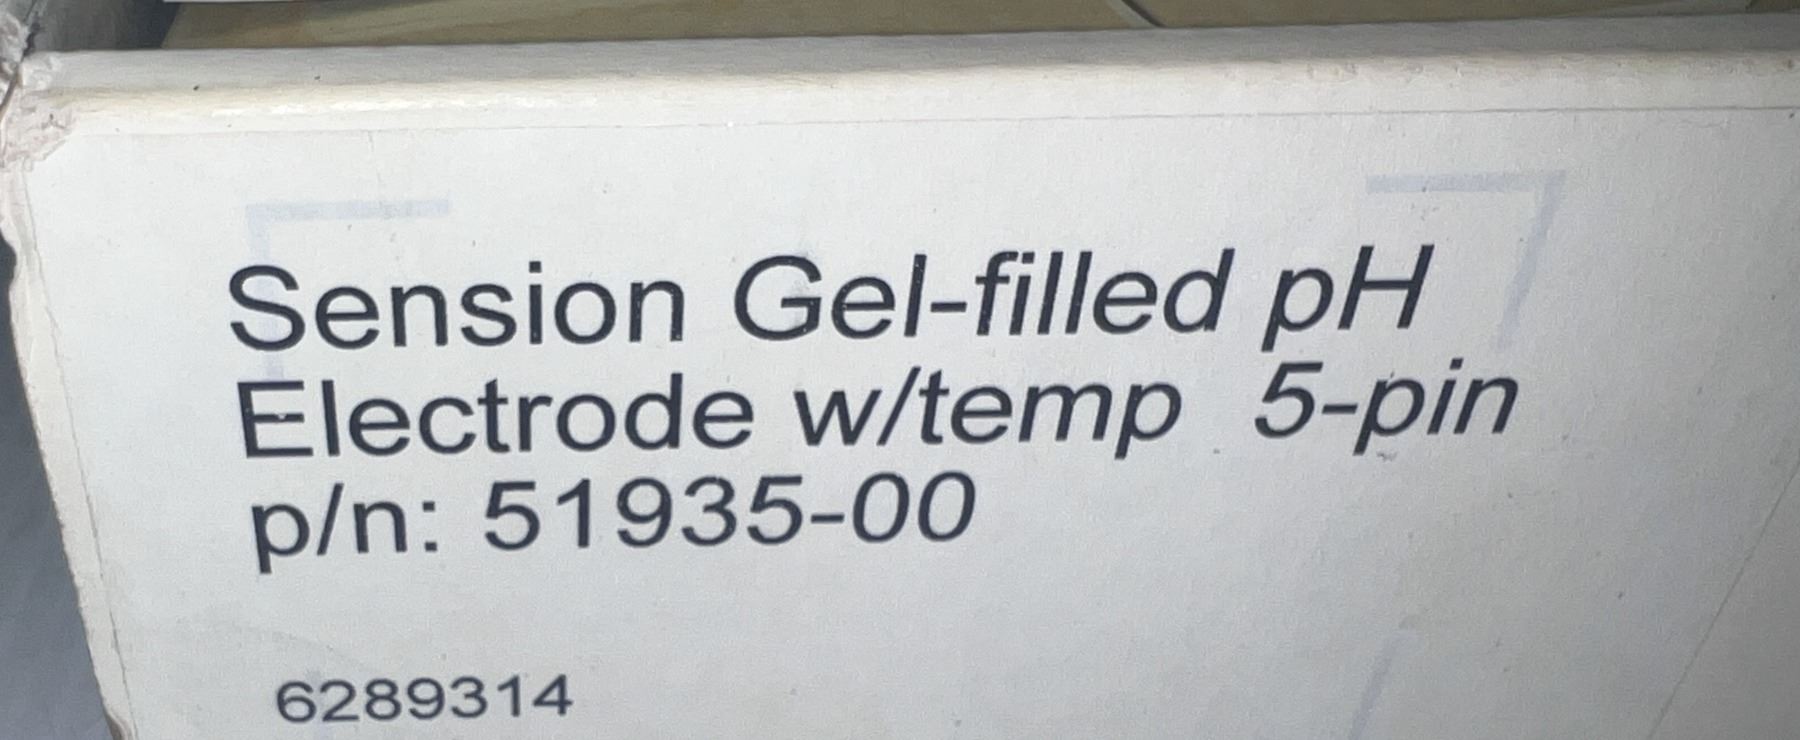 Sension Gel-filled pH
Electrode w/temp 5-pin
p/n: 51935-00
6289314